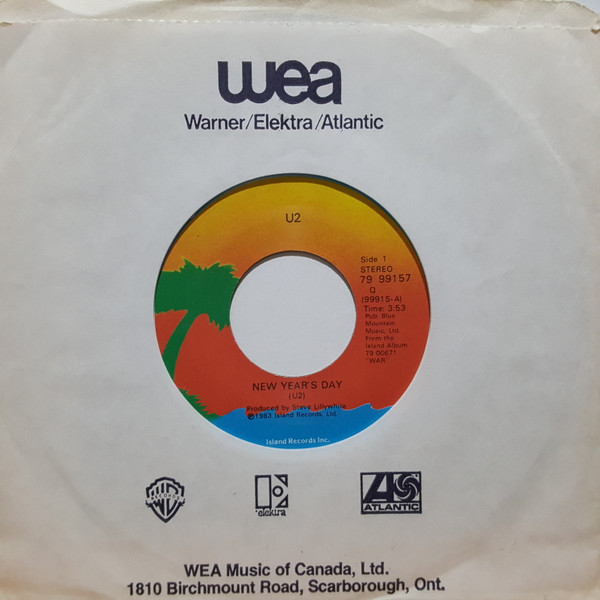 wea
Warner/Elektra/Atlantic
U2
Side 1
STEREO
79 99157
Q
(99915-A)
Time: 3.53
Pub. Blue
Mountain
Music, Ltd.
From the
Island Album
79 00671
"WAR"
NEW YEAR'S DAY
(U2)
Produced by Steve Lillywhite
℗1983 Island Records, Ltd.
Island Records Inc.
WB
elektra
ATLANTIC
WEA Music of Canada, Ltd.
1810 Birchmount Road, Scarborough, Ont.